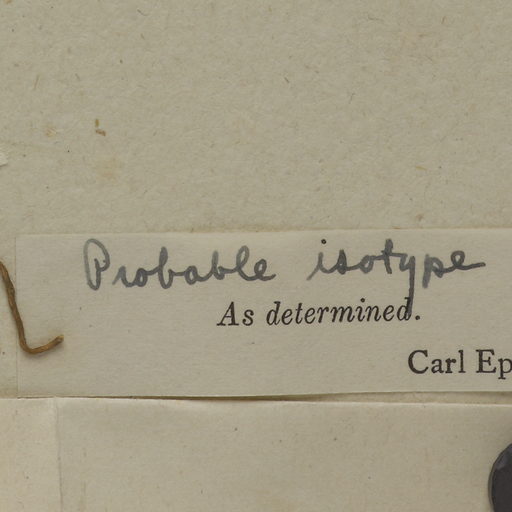 Probable isotype
As determined.
Carl Ep